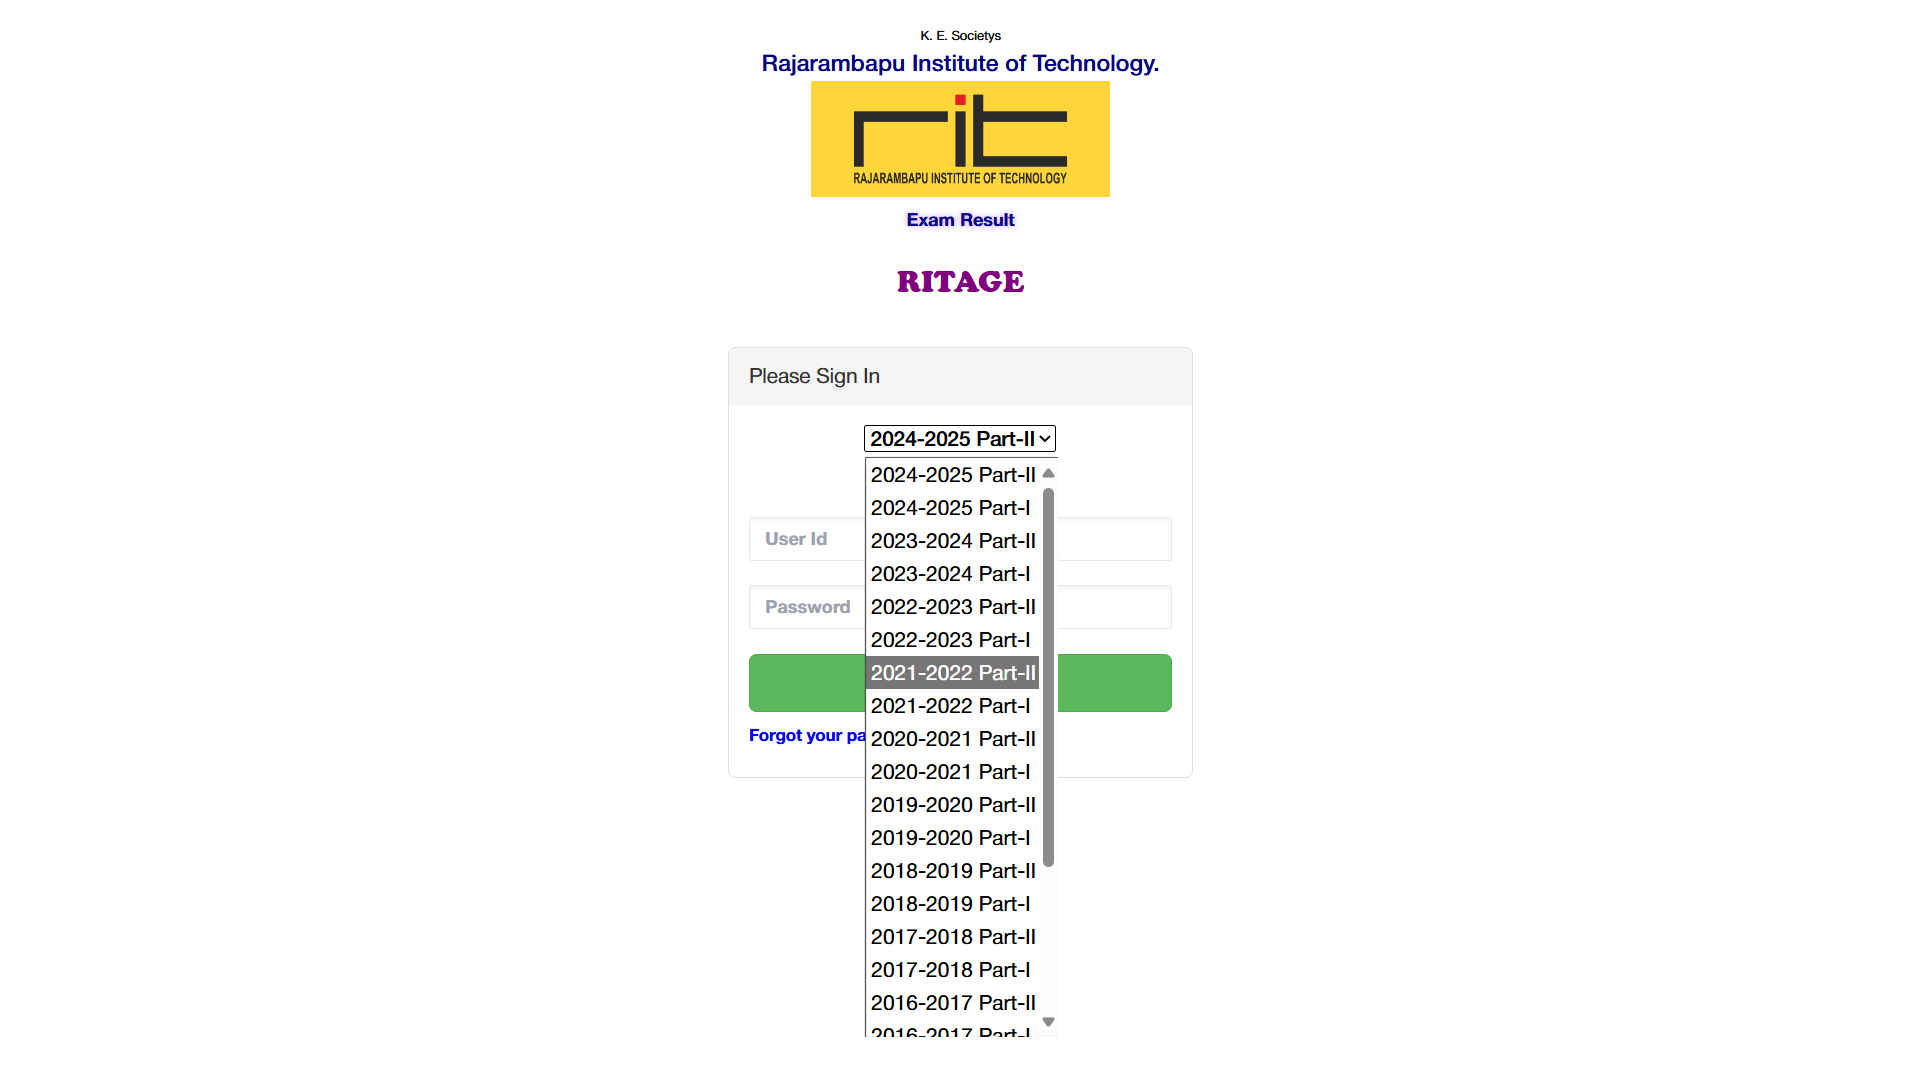 K. E. Societys
Rajarambapu Institute of Technology.
rit
RAJARAMBAPU INSTITUTE OF TECHNOLOGY
Exam Result
RITAGE
Please Sign In
2024-2025 Part-II
2024-2025 Part-II
2024-2025 Part-I
User Id
2023-2024 Part-II
2023-2024 Part-I
Password
2022-2023 Part-II
2022-2023 Part-I
2021-2022 Part-II
2021-2022 Part-I
Forgot your pa
2020-2021 Part-II
2020-2021 Part-I
2019-2020 Part-II
2019-2020 Part-I
2018-2019 Part-II
2018-2019 Part-I
2017-2018 Part-II
2017-2018 Part-I
2016-2017 Part-II
2016-2017 Part-I